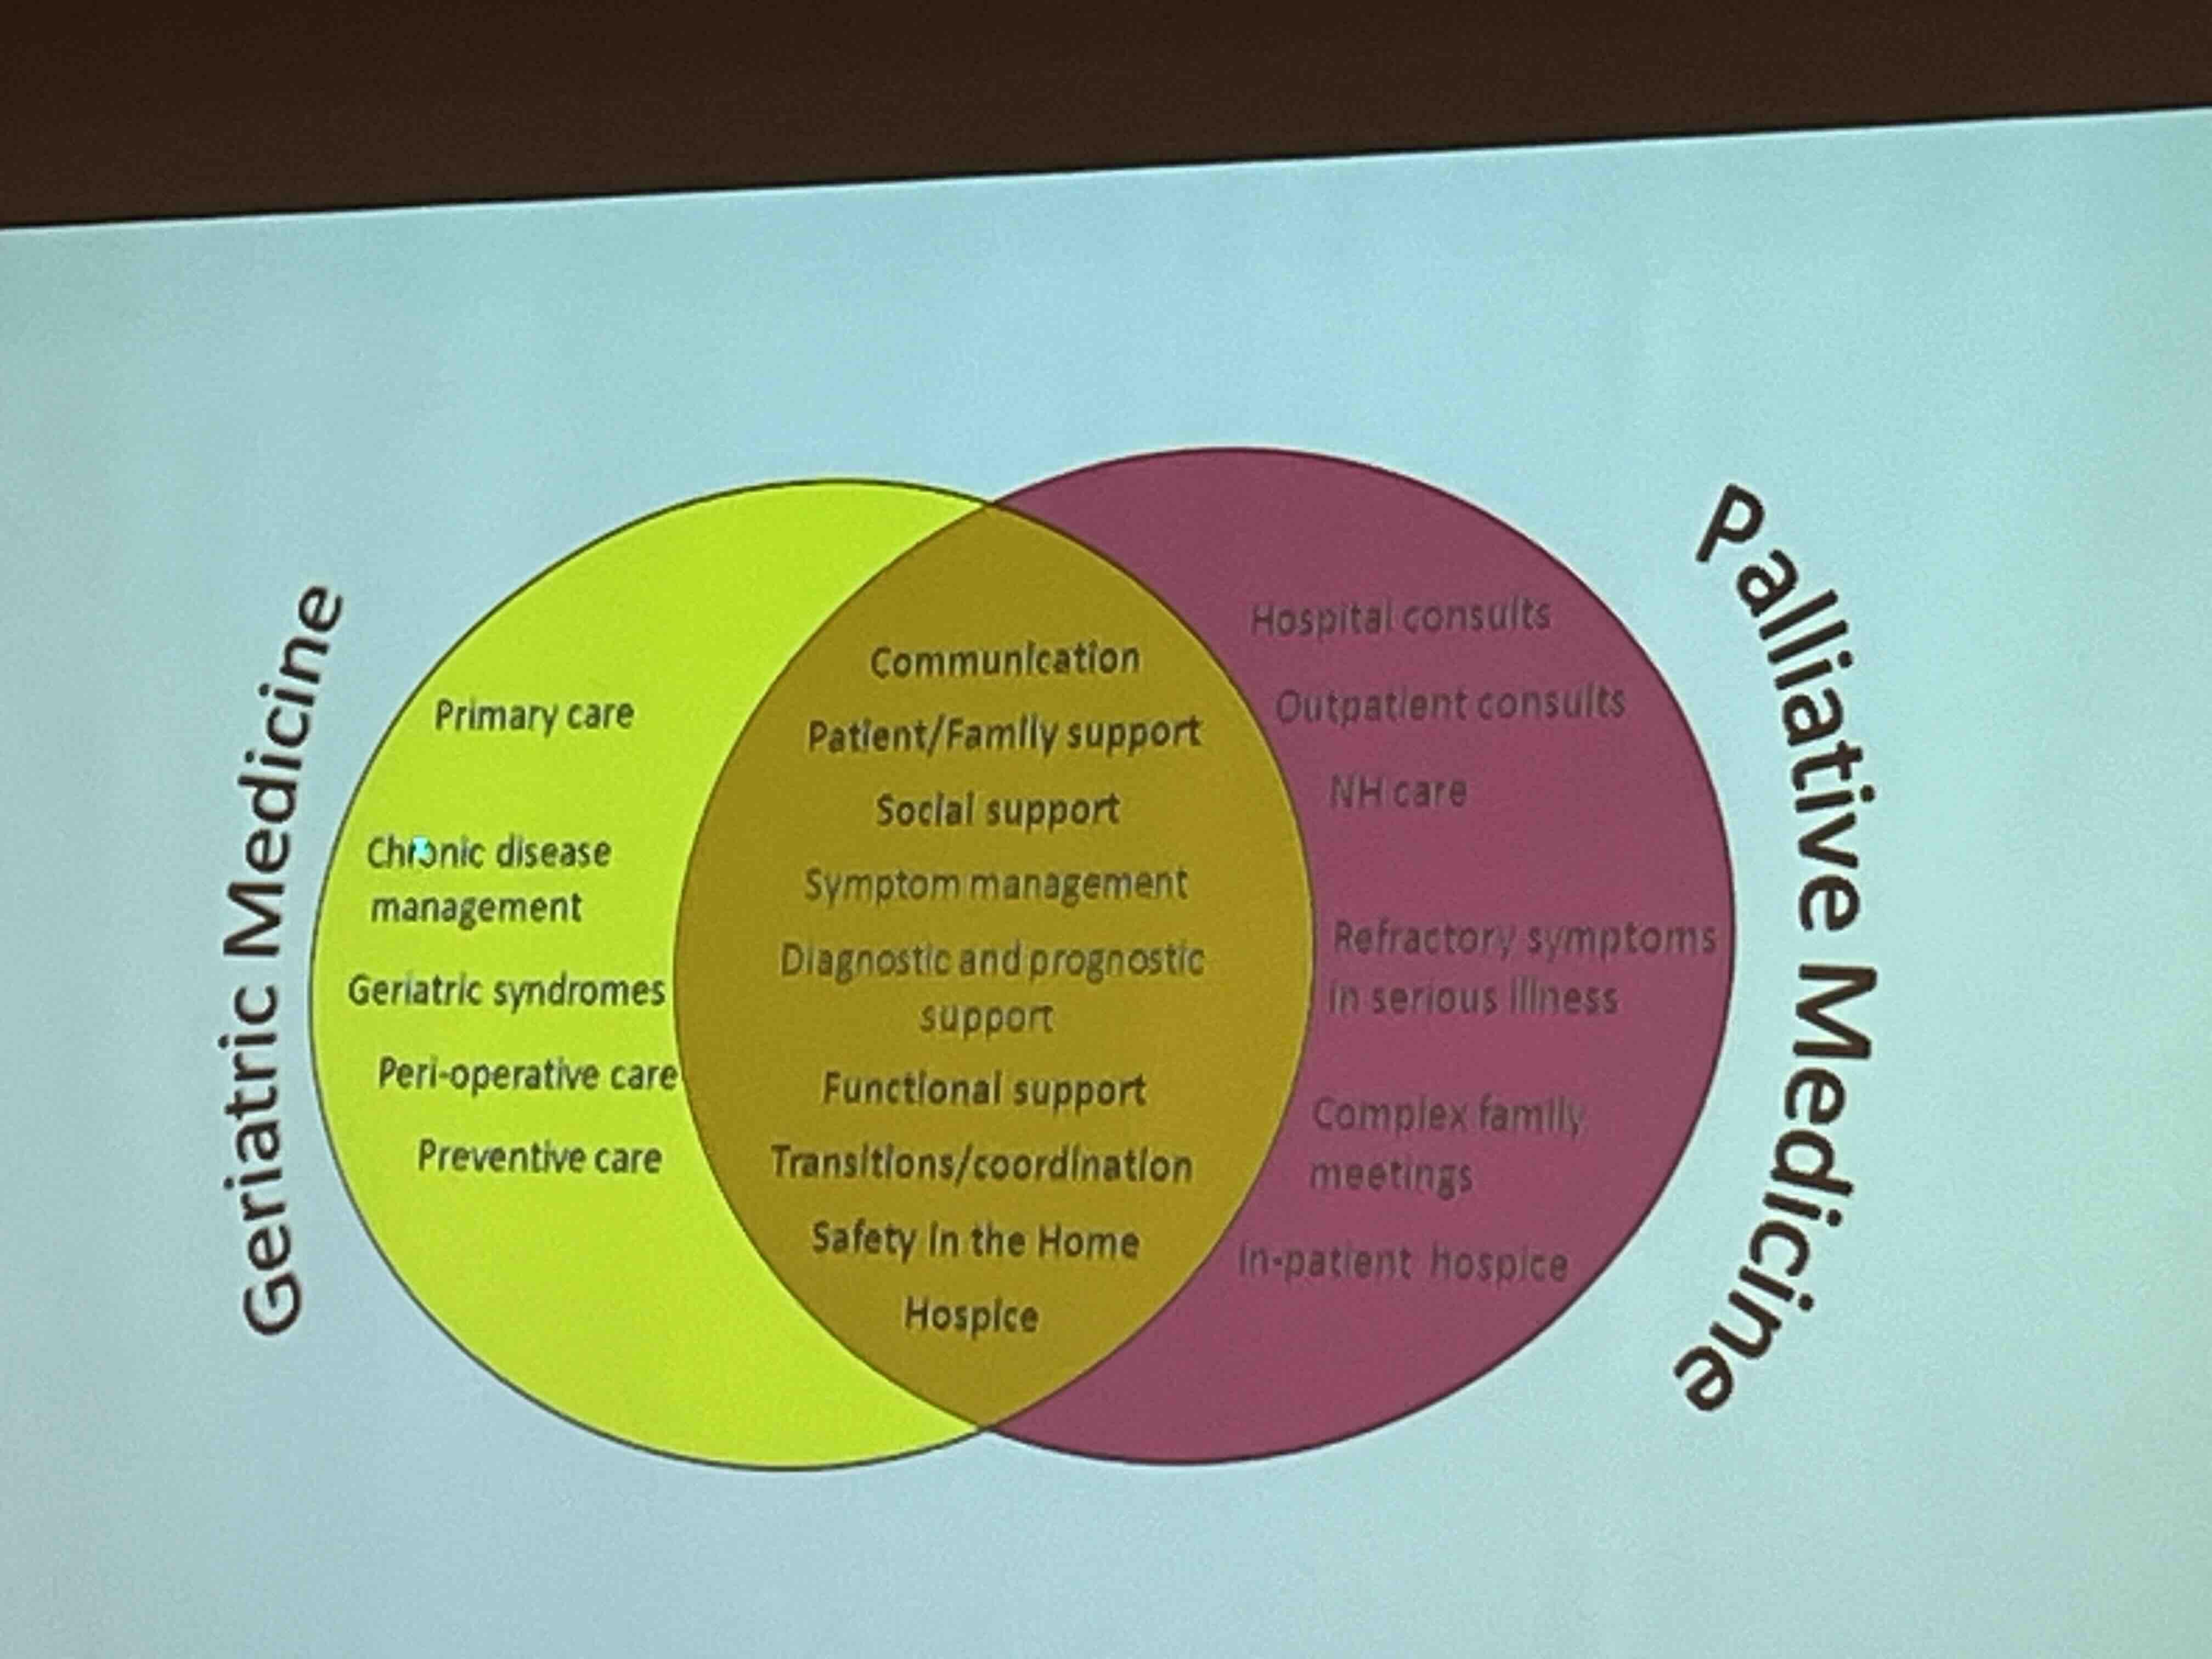 Geriatric Medicine
Primary care
Chronic disease
management
Geriatric syndromes
Peri-operative care
Preventive care
Communication
Patient/Family support
Social support
Symptom management
Diagnostic and prognostic
support
Functional support
Transitions/coordination
Safety in the Home
Hospice
Hospital consults
Outpatient consults
NH care
Refractory symptoms
in serious illness
Complex family
meetings
In-patient hospice
Palliative Medicine